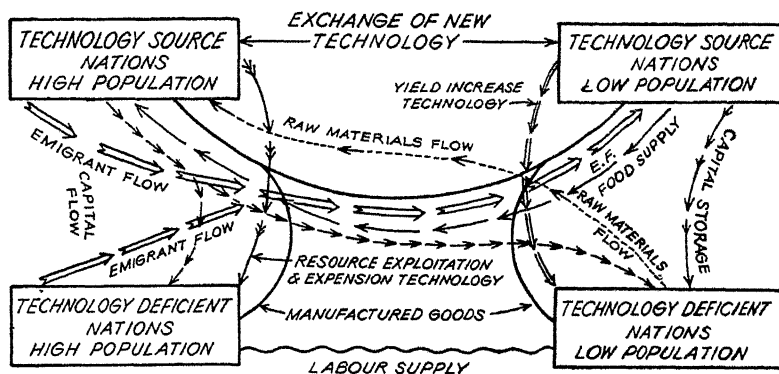 EXCHANGE OF NEW
TECHNOLOGY
TECHNOLOGY SOURCE
NATIONS
HIGH POPULATION
TECHNOLOGY SOURCE
NATIONS
LOW POPULATION
YIELD INCREASE
TECHNOLOGY
RAW MATERIALS FLOW
EMIGRANT FLOW
E.F.
FOOD SUPPLY
CAPITAL
FLOW
CAPITAL STORAGE
RAW MATERIALS
FLOW
EMIGRANT FLOW
RESOURCE EXPLOITATION
& EXPENSION TECHNOLOGY
MANUFACTURED GOODS
TECHNOLOGY DEFICIENT
NATIONS
HIGH POPULATION
TECHNOLOGY DEFICIENT
NATIONS
LOW POPULATION
LABOUR SUPPLY